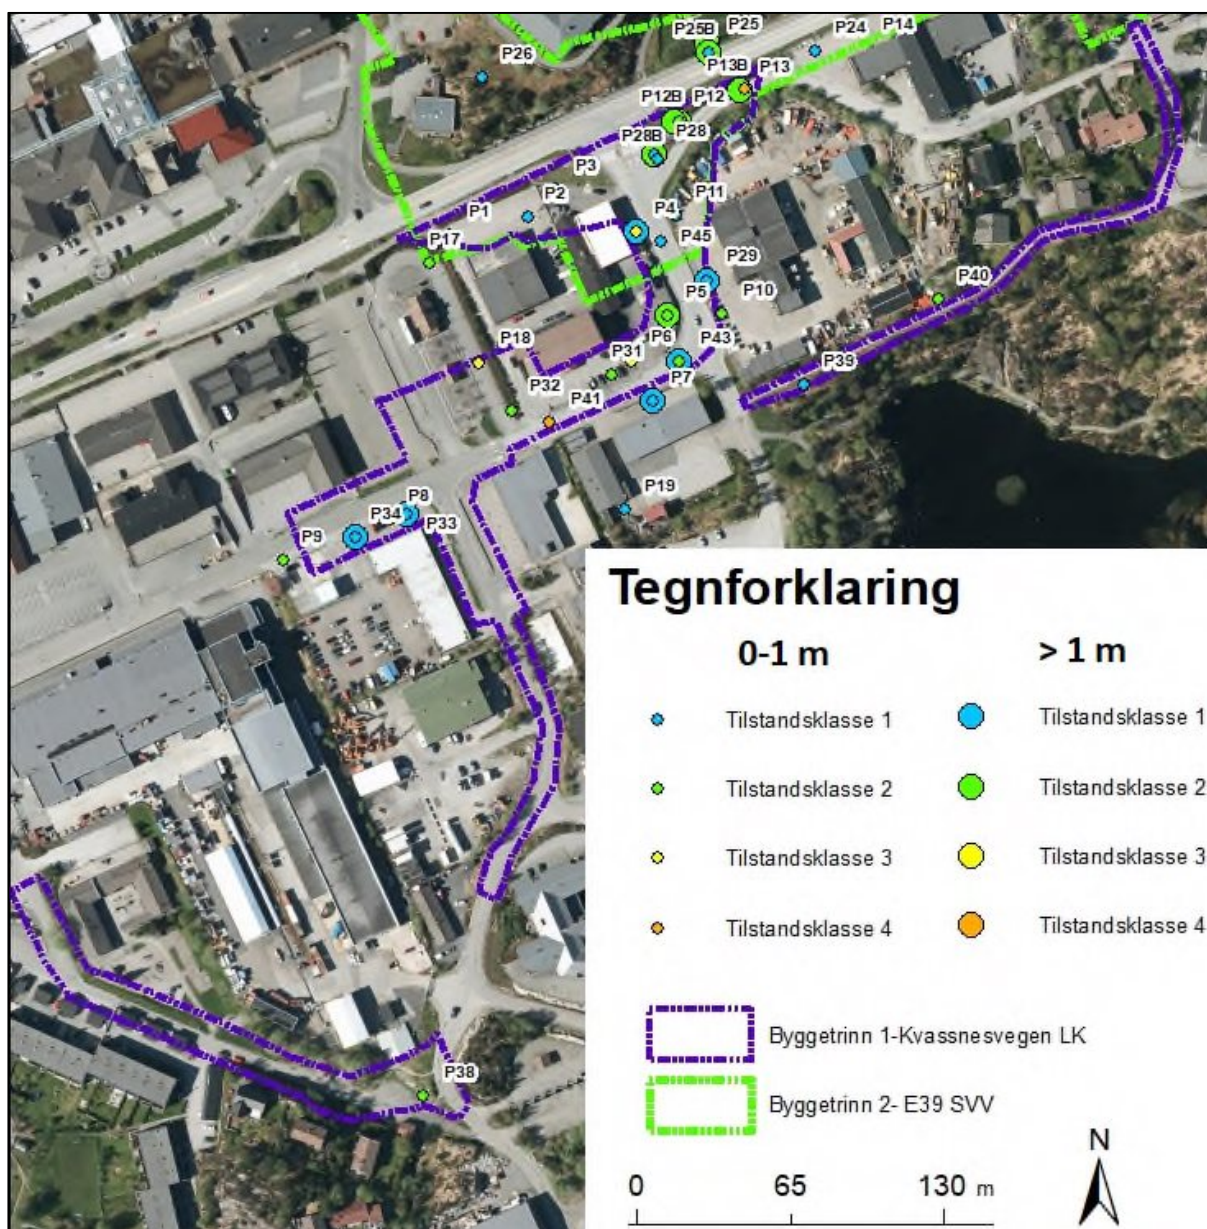 P25
P25B
P24
P14
P26
P13B
P13
P12B
P12
P28
P28B
P3
P11
P2
P4
P1
P45
P17
P29
P40
P5
P10
P6
P43
P18
P31
P39
P32
P7
P41
P19
P8
P34
P33
P9
Tegnforklaring
0-1 m > 1 m
Tilstandsklasse 1 Tilstandsklasse 1
Tilstandsklasse 2 Tilstandsklasse 2
Tilstandsklasse 3 Tilstandsklasse 3
Tilstandsklasse 4 Tilstandsklasse 4
Byggetrinn 1-Kvassnesvegen LK
P38
Byggetrinn 2- E39 SVV
N
0 65 130 m